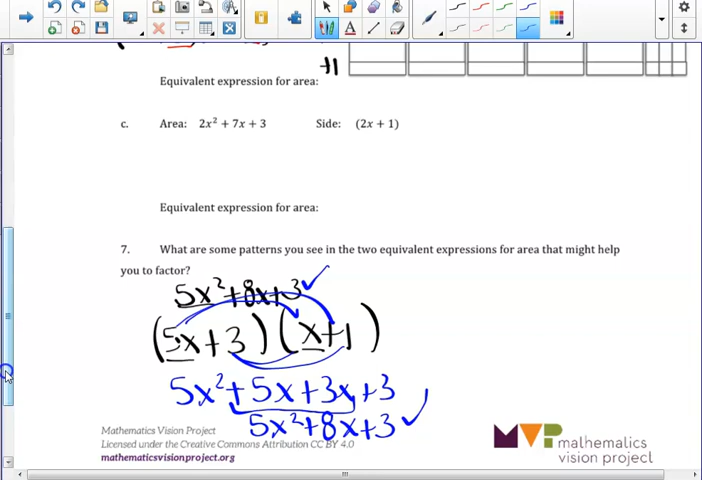 +1
Equivalent expression for area:
c. Area: 2x² + 7x + 3 Side: (2x + 1)
Equivalent expression for area:
7. What are some patterns you see in the two equivalent expressions for area that might help
you to factor?
5x²+8x+3✓
(5x+3)(x+1)
5x²+5x+3x+3
5x²+8x+3✓
Mathematics Vision Project
Licensed under the Creative Commons Attribution CC BY 4.0
mathematicsvisionproject.org
MVP mathematics
vision project